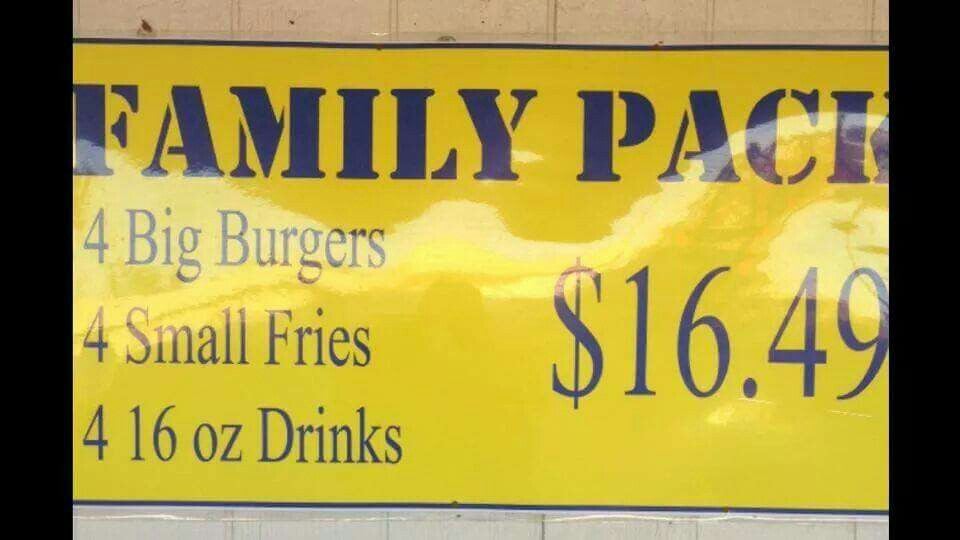 FAMILY PACK
4 Big Burgers
4 Small Fries
4 16 oz Drinks
$16.49